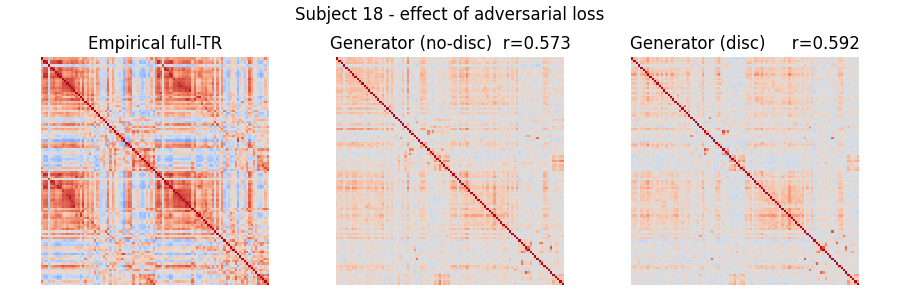 Subject 18 - effect of adversarial loss
Empirical full-TR
Generator (no-disc)  r=0.573
Generator (disc)     r=0.592